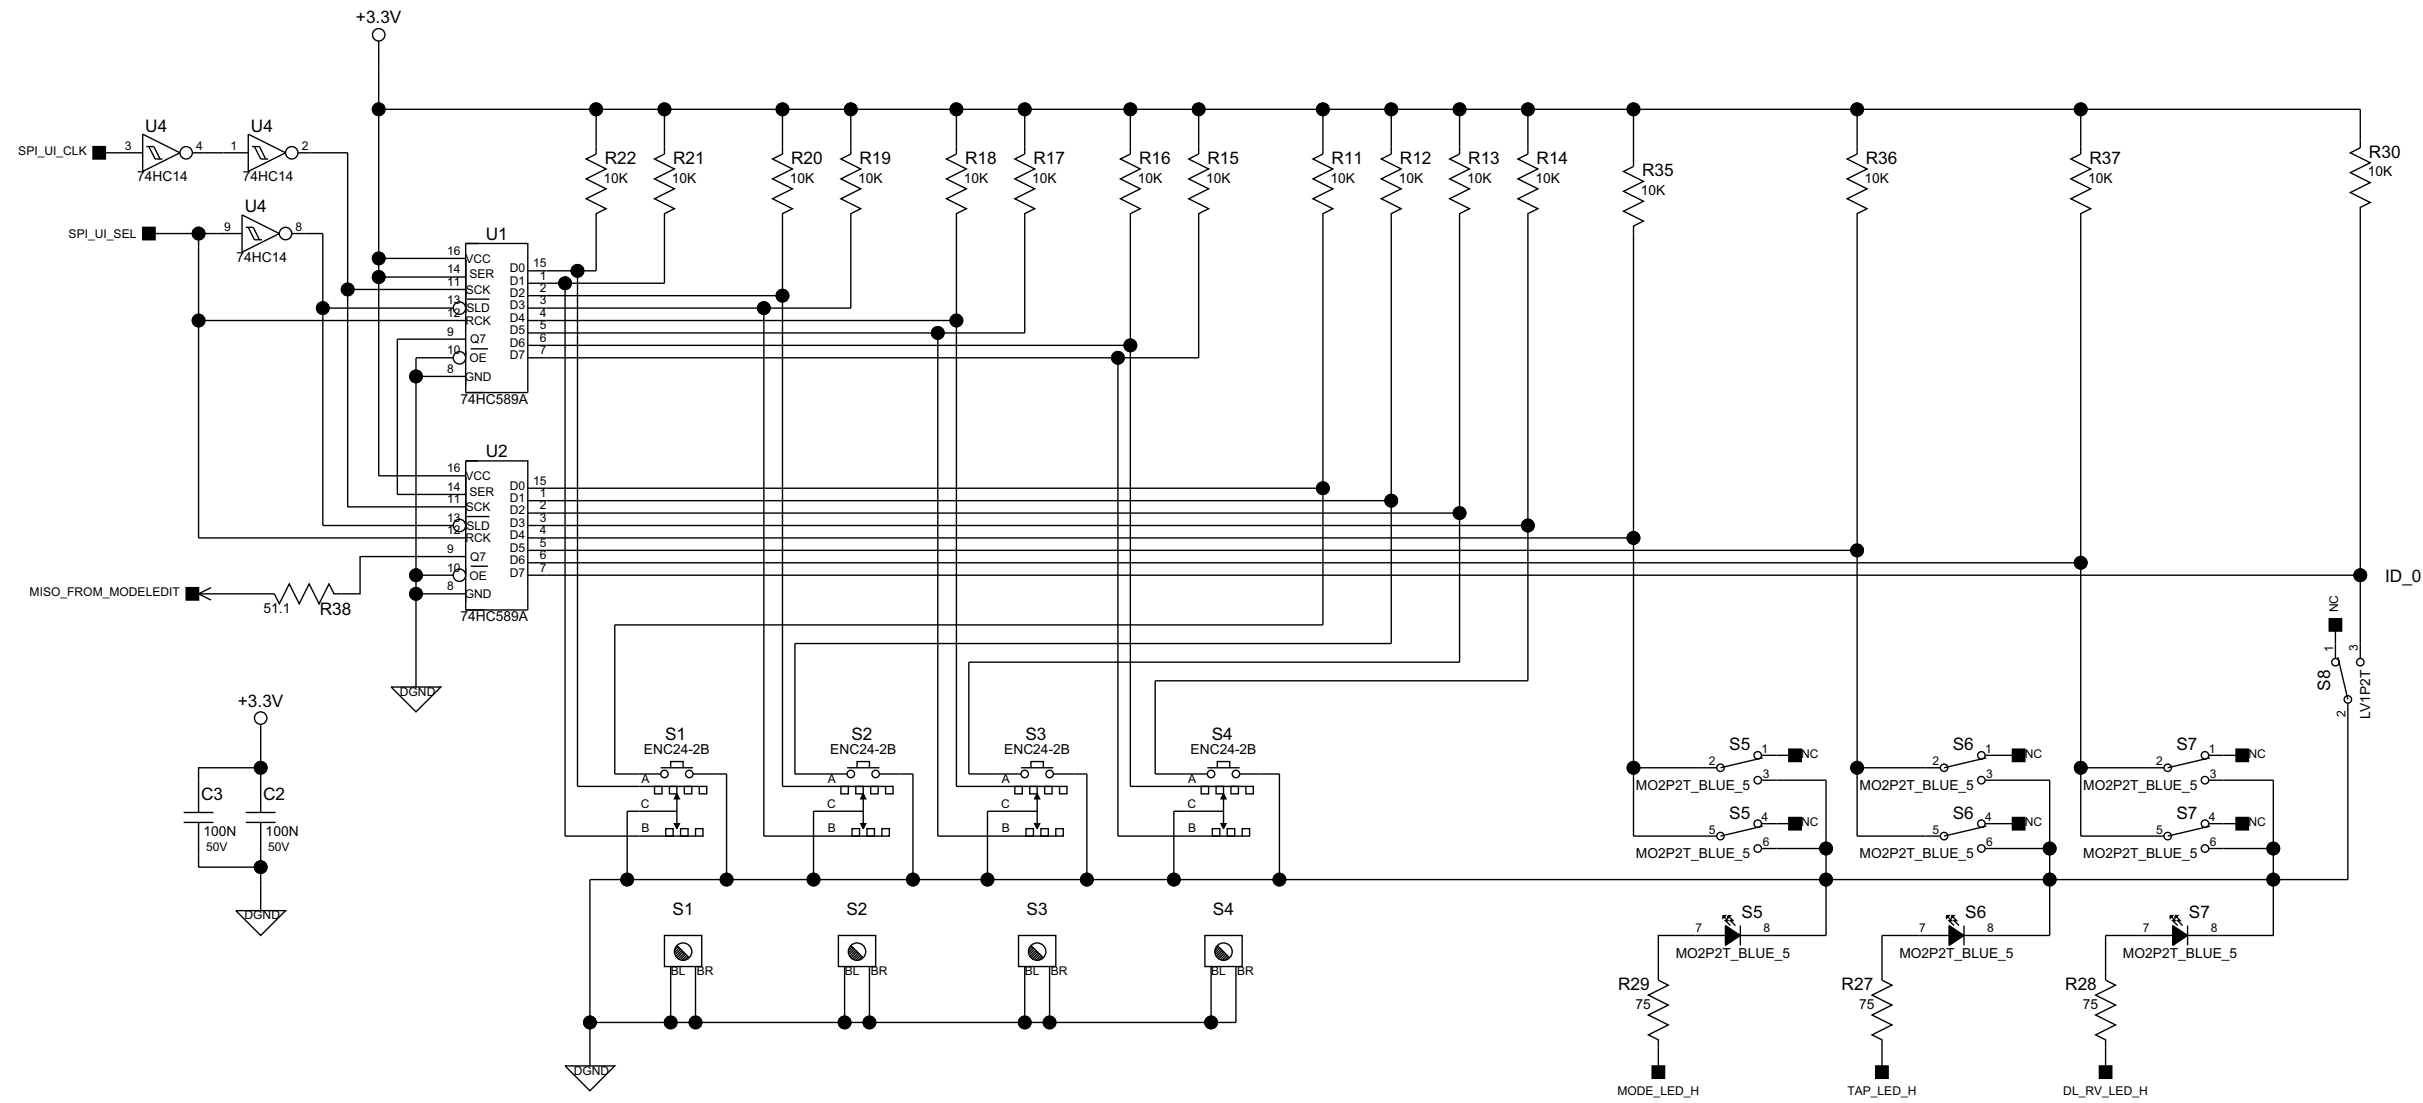 +3.3V
U4 U4
SPI_UI_CLK 3 4 1 2
74HC14 74HC14
U4
SPI_UI_SEL 9 8
74HC14
R22 R21 R20 R19 R18 R17 R16 R15 R11 R12 R13 R14 R35 R36 R37 R30
10K 10K 10K 10K 10K 10K 10K 10K 10K 10K 10K 10K 10K 10K 10K 10K
U1
16 VCC
14 SER
11 SCK
13 SLD
12 RCK
9 Q7
10 OE
8 GND
D0 15
D1 1
D2 2
D3 3
D4 4
D5 5
D6 6
D7 7
74HC589A
U2
16 VCC
14 SER
11 SCK
13 SLD
12 RCK
9 Q7
10 OE
8 GND
D0 15
D1 1
D2 2
D3 3
D4 4
D5 5
D6 6
D7 7
74HC589A
ID_0
MISO_FROM_MODELEDIT
51.1 R38
DGND
NC
1 3
S8
LV1P2T
2
+3.3V
C3 C2
100N 100N
50V 50V
DGND
S1 S2 S3 S4
ENC24-2B ENC24-2B ENC24-2B ENC24-2B
A A A A
C C C C
B B B B
S5 S6 S7
2 1 NC 2 1 NC 2 1 NC
3 3 3
MO2P2T_BLUE_5 MO2P2T_BLUE_5 MO2P2T_BLUE_5
S5 S6 S7
5 4 NC 5 4 NC 5 4 NC
6 6 6
MO2P2T_BLUE_5 MO2P2T_BLUE_5 MO2P2T_BLUE_5
S1 S2 S3 S4
BL BR BL BR BL BR BL BR
DGND
S5 S6 S7
7 8 7 8 7 8
MO2P2T_BLUE_5 MO2P2T_BLUE_5 MO2P2T_BLUE_5
R29 R27 R28
75 75 75
MODE_LED_H TAP_LED_H DL_RV_LED_H